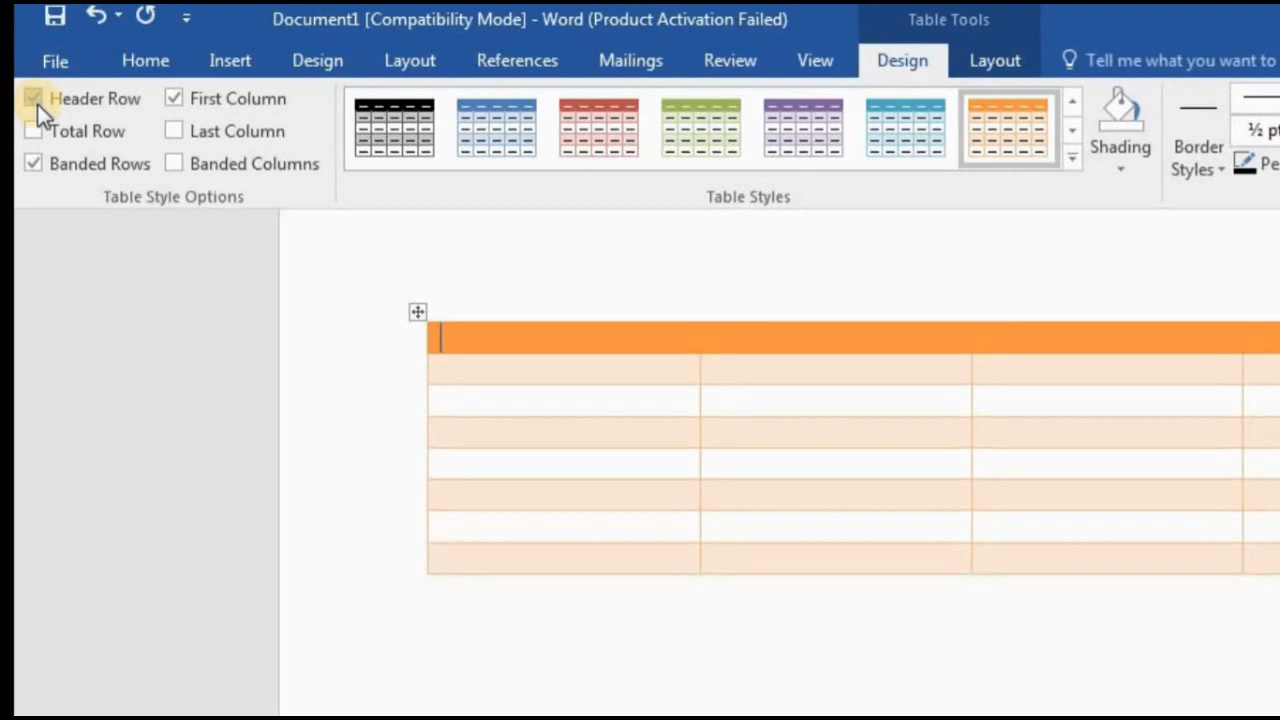 Document1 [Compatibility Mode] - Word (Product Activation Failed)
Table Tools
File Home Insert Design Layout References Mailings Review View Design Layout Tell me what you want to
Header Row First Column
Total Row Last Column
Banded Rows Banded Columns
Table Style Options
Table Styles
Shading
Border
Styles
½ pt
Pe